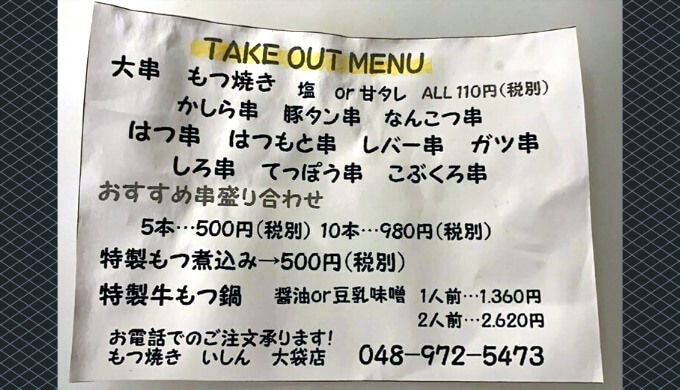 TAKE OUT MENU
大串 もつ焼き 塩 or 甘タレ ALL 110円(税別)
かしら串 豚タン串 なんこつ串
はつ串 はつもと串 レバー串 ガツ串
しろ串 てっぽう串 こぶくろ串
おすすめ串盛り合わせ
5本…500円(税別) 10本…980円(税別)
特製もつ煮込み→500円(税別)
特製牛もつ鍋 醤油or豆乳味噌 1人前…1.360円
2人前…2.620円
お電話でのご注文承ります!
もつ焼き いしん 大袋店 048-972-5473